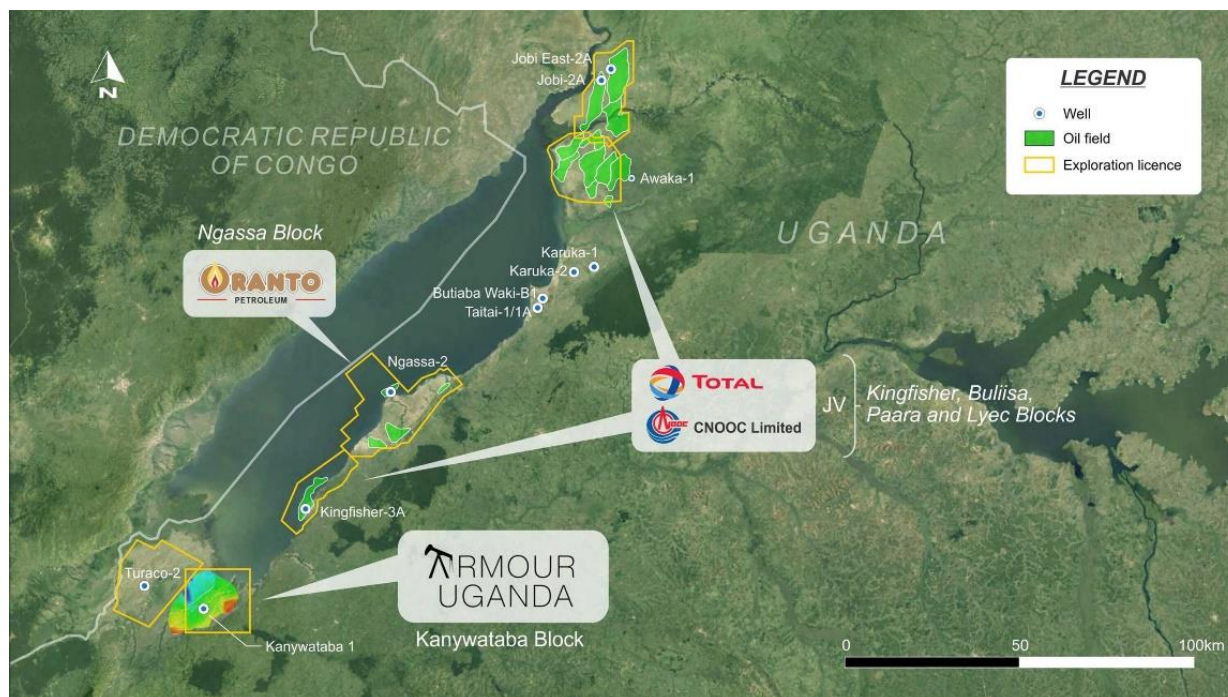 N
DEMOCRATIC REPUBLIC
OF CONGO
Jobi East-2A
Jobi-2A
LEGEND
Well
Oil field
Exploration licence
Awaka-1
UGANDA
Ngassa Block
ORANTO
PETROLEUM
Karuka-1
Karuka-2
Butiaba Waki-B1
Taitai-1/1A
Ngassa-2
TOTAL
CNOOC
CNOOC Limited
JV
Kingfisher, Buliisa,
Paara and Lyec Blocks
Kingfisher-3A
Turaco-2
ARMOUR
UGANDA
Kanywataba Block
Kanywataba 1
0 50 100km